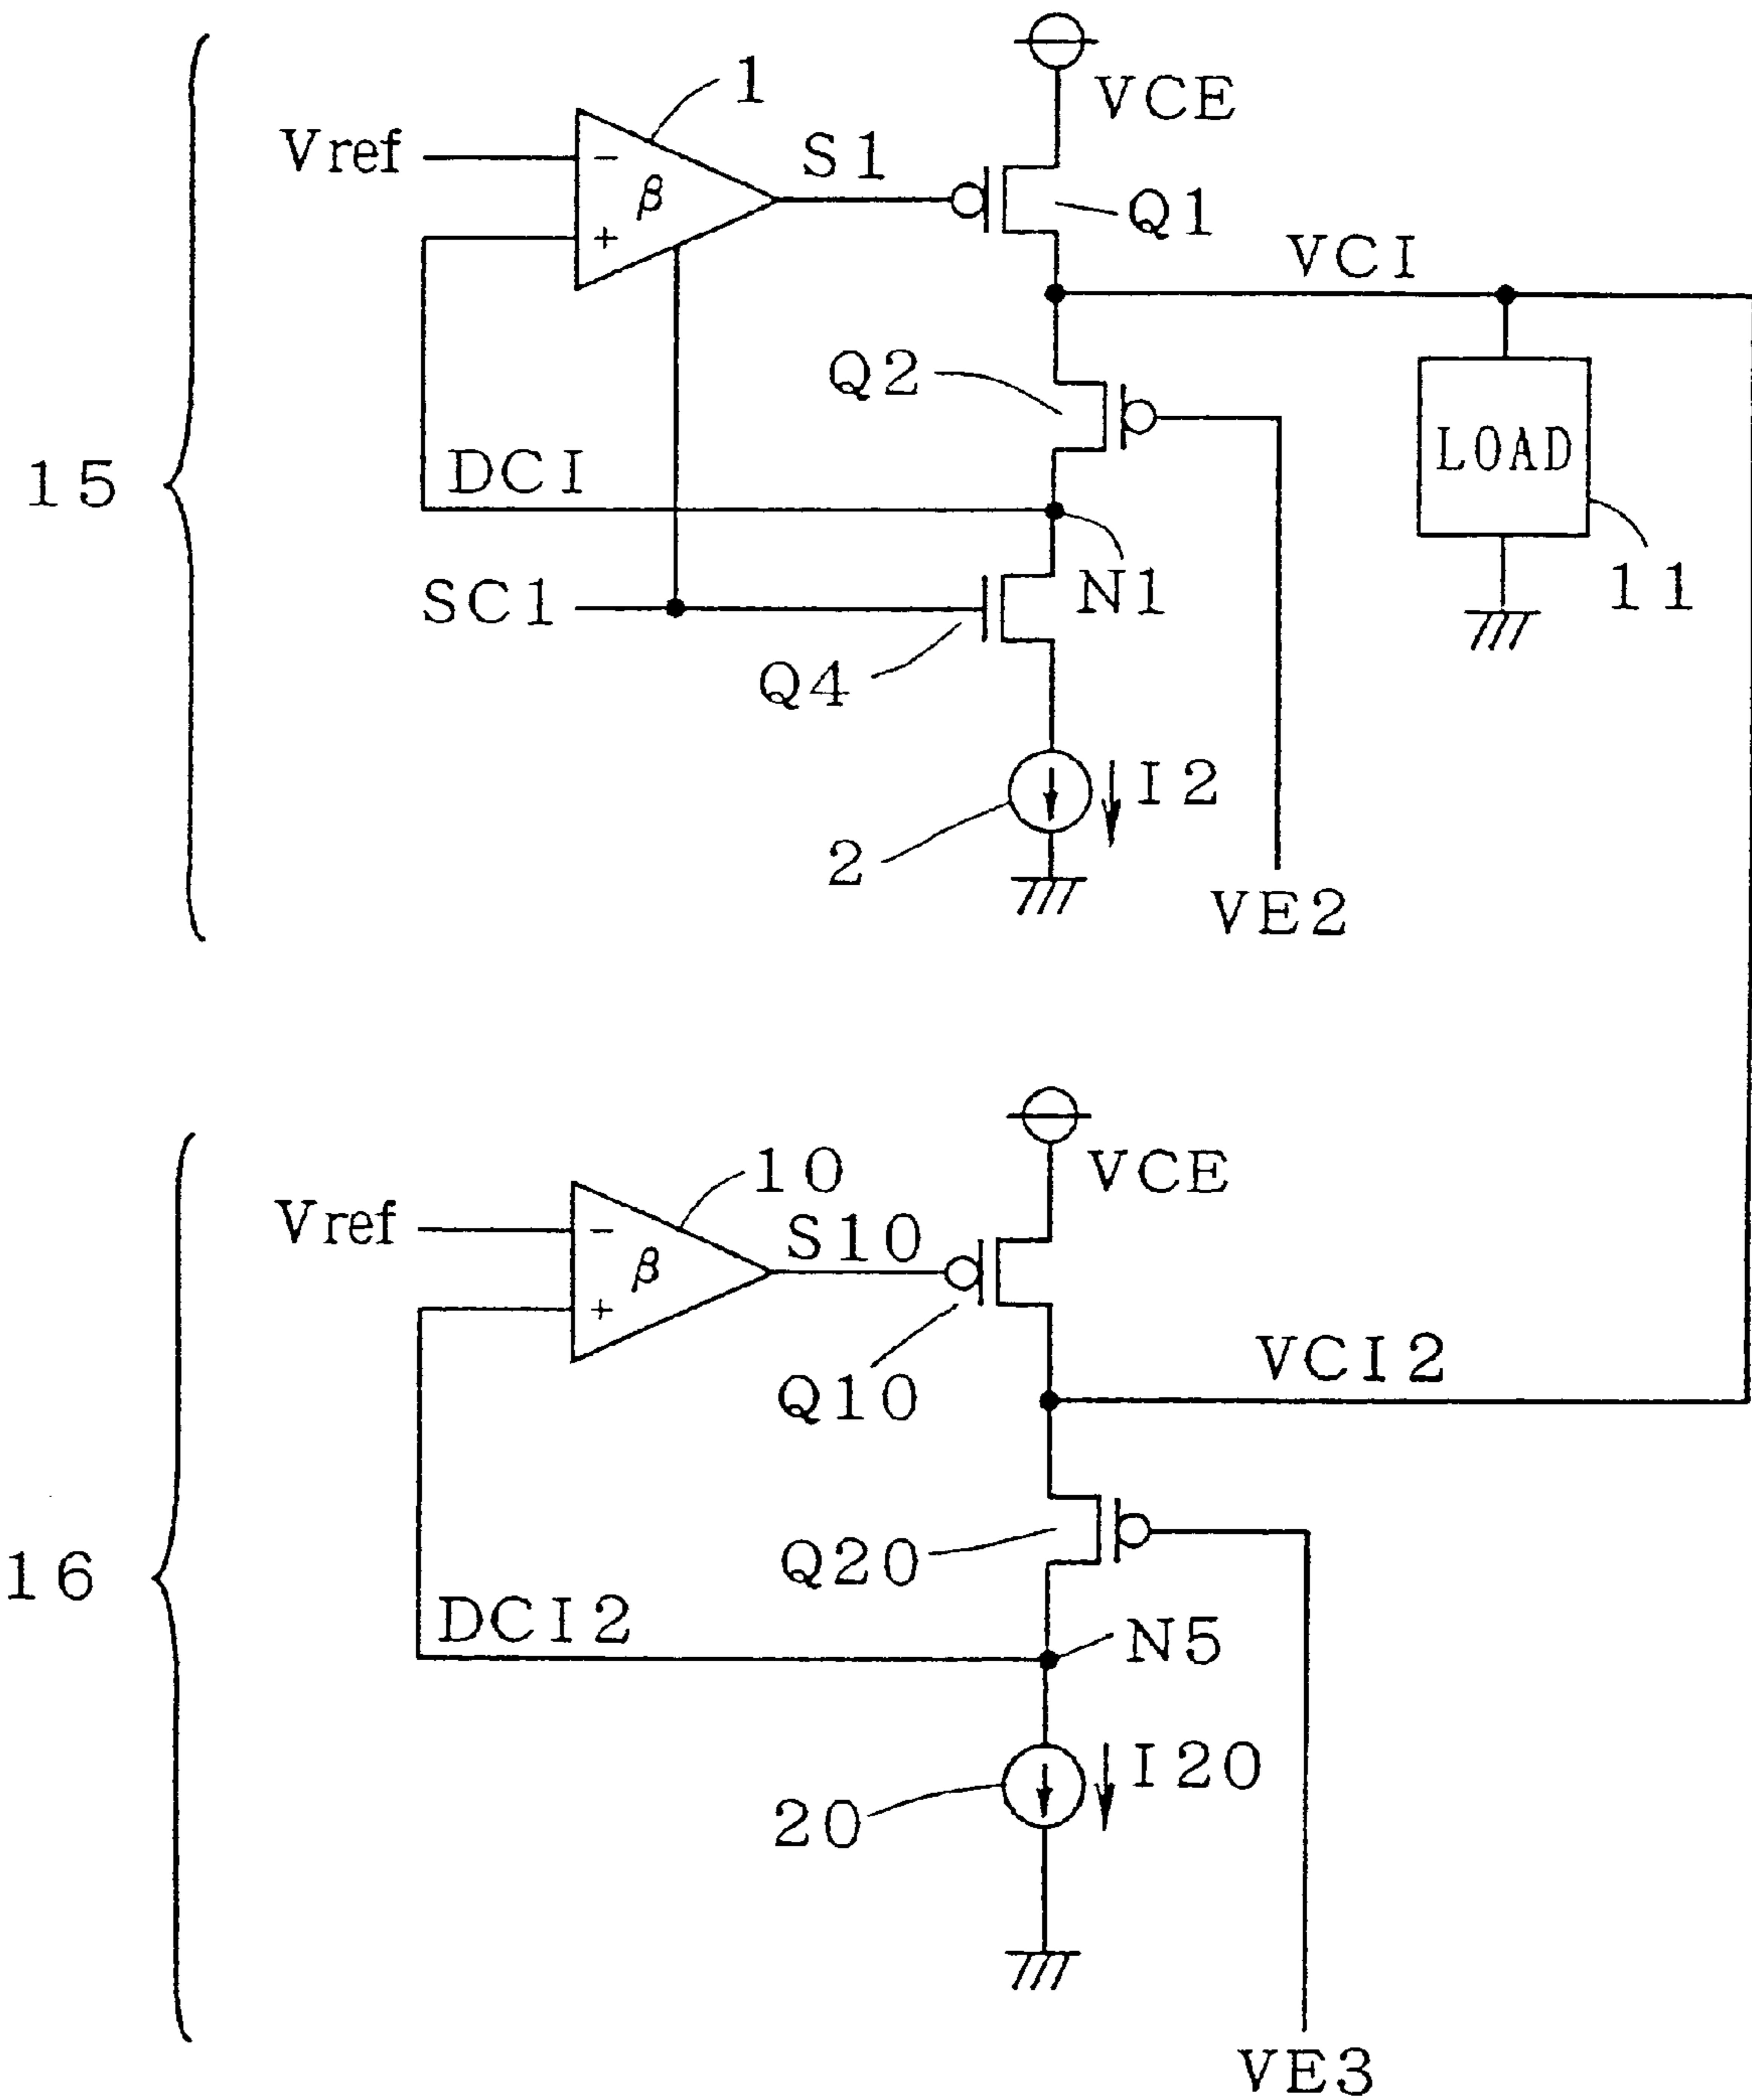 1
VCE
Vref
S1
−
β
+
Q1
VCI
Q2
LOAD
15
DCI
SC1
N1
11
Q4
I2
2
VE2
VCE
10
Vref
S10
−
β
+
Q10
VCI2
Q20
16
DCI2
N5
I20
20
VE3